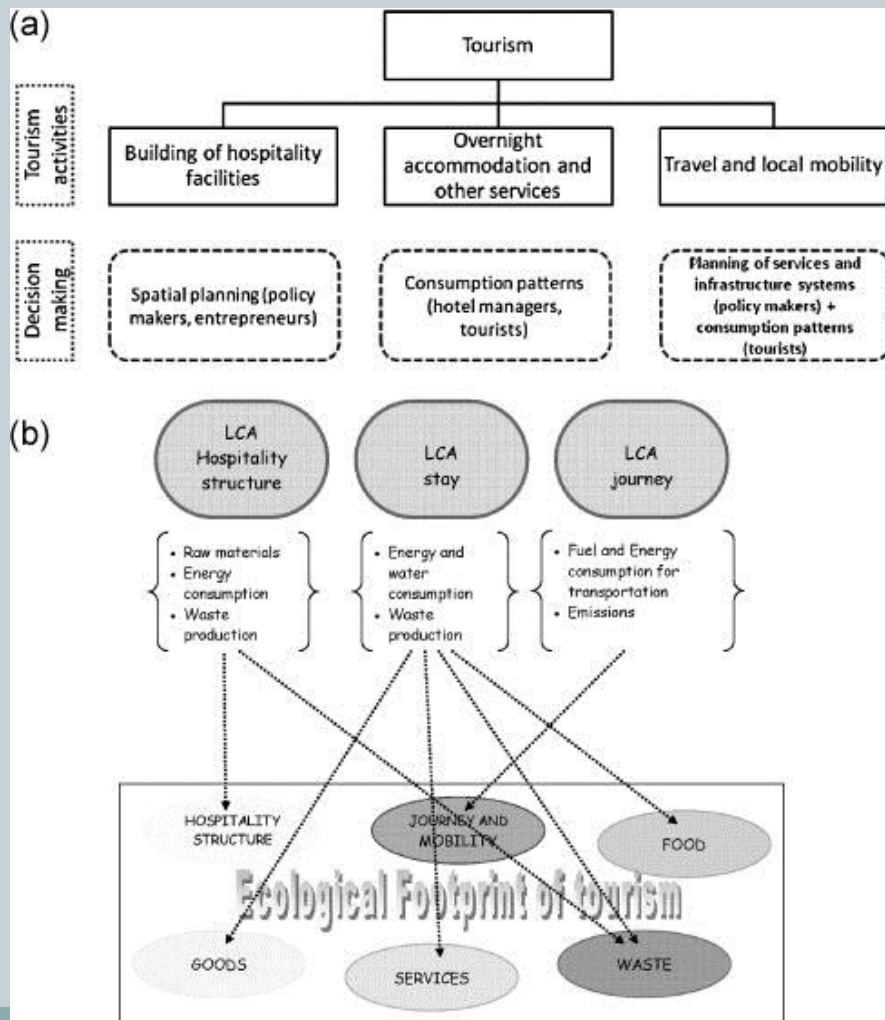 (a)
Tourism
Tourism
activities
Building of hospitality
facilities
Overnight
accommodation and
other services
Travel and local mobility
Decision
making
Spatial planning (policy
makers, entrepreneurs)
Consumption patterns
(hotel managers,
tourists)
Planning of services and
infrastructure systems
(policy makers) +
consumption patterns
(tourists)
(b)
LCA
Hospitality
structure
LCA
stay
LCA
journey
• Raw materials
• Energy
consumption
• Waste
production
• Energy and
water
consumption
• Waste
production
• Fuel and Energy
consumption for
transportation
• Emissions
HOSPITALITY
STRUCTURE
JOURNEY AND
MOBILITY
FOOD
Ecological Footprint of tourism
GOODS
SERVICES
WASTE